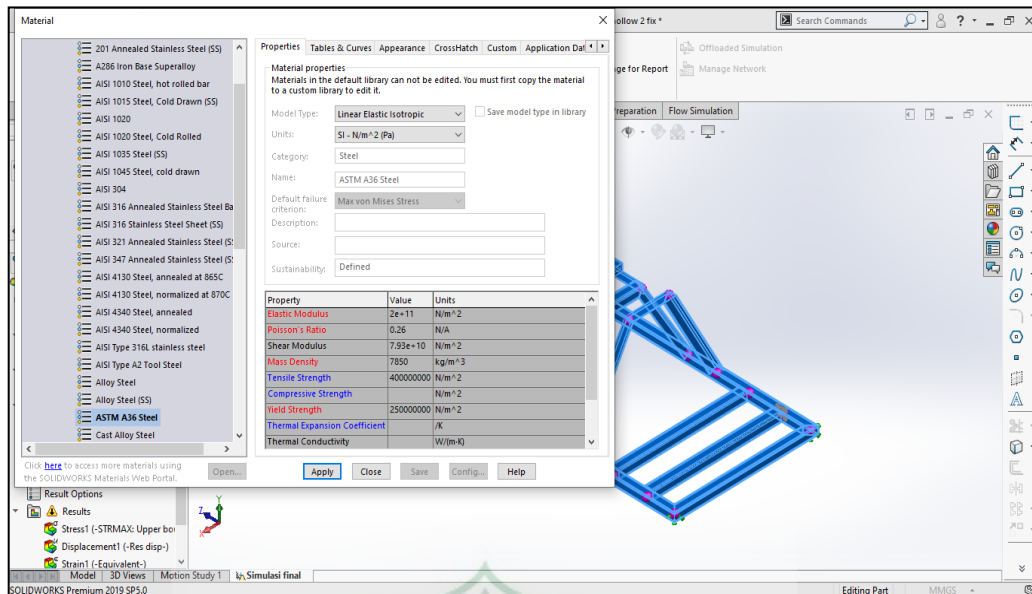 Material
ollow 2 fix *
Search Commands
201 Annealed Stainless Steel (SS)
A286 Iron Base Superalloy
AISI 1010 Steel, hot rolled bar
AISI 1015 Steel, Cold Drawn (SS)
AISI 1020
AISI 1020 Steel, Cold Rolled
AISI 1035 Steel (SS)
AISI 1045 Steel, cold drawn
AISI 304
AISI 316 Annealed Stainless Steel Ba
AISI 316 Stainless Steel Sheet (SS)
AISI 321 Annealed Stainless Steel (S
AISI 347 Annealed Stainless Steel (S
AISI 4130 Steel, annealed at 865C
AISI 4130 Steel, normalized at 870C
AISI 4340 Steel, annealed
AISI 4340 Steel, normalized
AISI Type 316L stainless steel
AISI Type A2 Tool Steel
Alloy Steel
Alloy Steel (SS)
ASTM A36 Steel
Cast Alloy Steel
Click here to access more materials using
the SOLIDWORKS Materials Web Portal.
Open...
Properties Tables & Curves Appearance CrossHatch Custom Application Dat
Material properties
Materials in the default library can not be edited. You must first copy the material
to a custom library to edit it.
Model Type: Linear Elastic Isotropic Save model type in library
Units: SI - N/m^2 (Pa)
Category: Steel
Name: ASTM A36 Steel
Default failure
criterion: Max von Mises Stress
Description:
Source:
Sustainability: Defined
Property Value Units
Elastic Modulus 2e+11 N/m^2
Poisson's Ratio 0.26 N/A
Shear Modulus 7.93e+10 N/m^2
Mass Density 7850 kg/m^3
Tensile Strength 400000000 N/m^2
Compressive Strength N/m^2
Yield Strength 250000000 N/m^2
Thermal Expansion Coefficient /K
Thermal Conductivity W/(m·K)
Apply Close Save Config... Help
Offloaded Simulation
ge for Report Manage Network
reparation Flow Simulation
Result Options
Results
Stress1 (-STRMAX: Upper bou
Displacement1 (-Res disp-)
Strain1 (-Equivalent-)
Y
Z
X
Model 3D Views Motion Study 1 Simulasi final
SOLIDWORKS Premium 2019 SP5.0 Editing Part MMGS